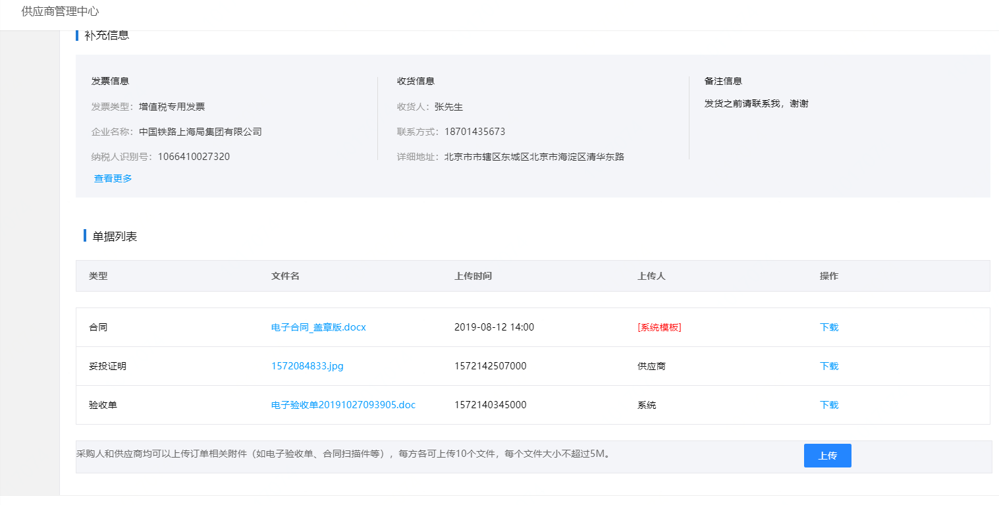 供应商管理中心
补充信息
发票信息
发票类型：增值税专用发票
企业名称：中国铁路上海局集团有限公司
纳税人识别号：1066410027320
查看更多
收货信息
收货人：张先生
联系方式：18701435673
详细地址：北京市市辖区东城区北京市海淀区清华东路
备注信息
发货之前请联系我，谢谢
单据列表
类型 文件名 上传时间 上传人 操作
合同 电子合同_盖章版.docx 2019-08-12 14:00 [系统模板] 下载
妥投证明 1572084833.jpg 1572142507000 供应商 下载
验收单 电子验收单20191027093905.doc 1572140345000 系统 下载
采购人和供应商均可以上传订单相关附件（如电子验收单、合同扫描件等），每方各可上传10个文件，每个文件大小不超过5M。 上传